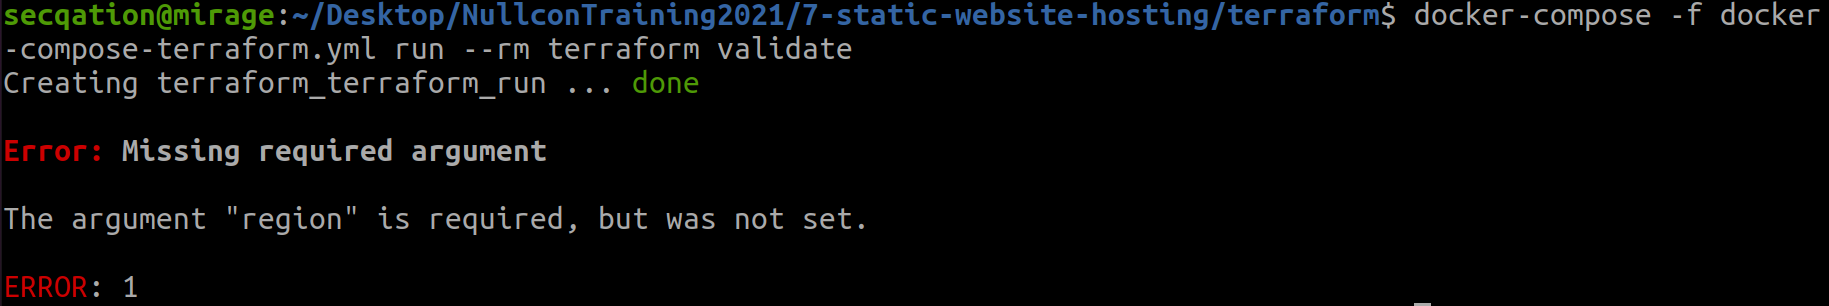 secqation@mirage:~/Desktop/NullconTraining2021/7-static-website-hosting/terraform$ docker-compose -f docker
-compose-terraform.yml run --rm terraform validate
Creating terraform_terraform_run ... done
Error: Missing required argument
The argument "region" is required, but was not set.
ERROR: 1